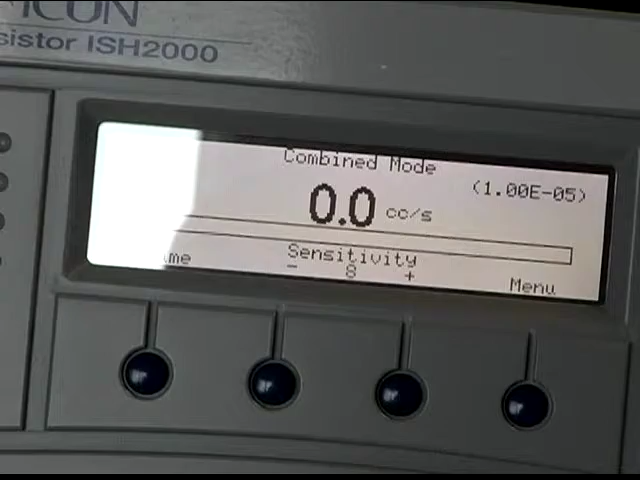 ICON
sistor ISH2000
Combined Mode
(1.00E-05)
0.0 cc/s
Sensitivity
me - 8 + Menu